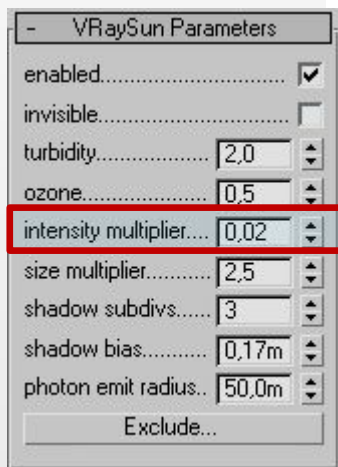 - VRaySun Parameters
enabled..............................
invisible..............................
turbidity.................... 2,0
ozone....................... 0,5
intensity multiplier.... 0,02
size multiplier........... 2,5
shadow subdivs...... 3
shadow bias........... 0,17m
photon emit radius.. 50,0m
Exclude...